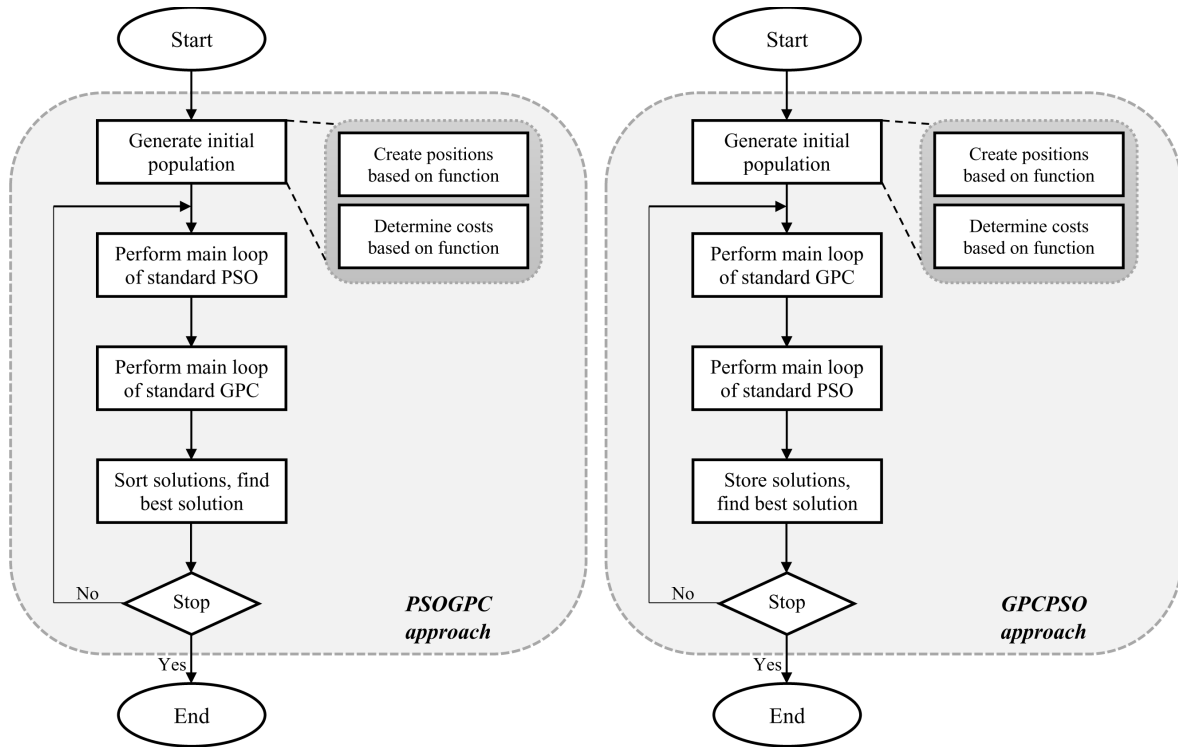 Start
Generate initial
population
Create positions
based on function
Determine costs
based on function
Perform main loop
of standard PSO
Perform main loop
of standard GPC
Sort solutions, find
best solution
No
Stop
PSOGPC
approach
Yes
End
Start
Generate initial
population
Create positions
based on function
Determine costs
based on function
Perform main loop
of standard GPC
Perform main loop
of standard PSO
Store solutions,
find best solution
No
Stop
GPCPSO
approach
Yes
End